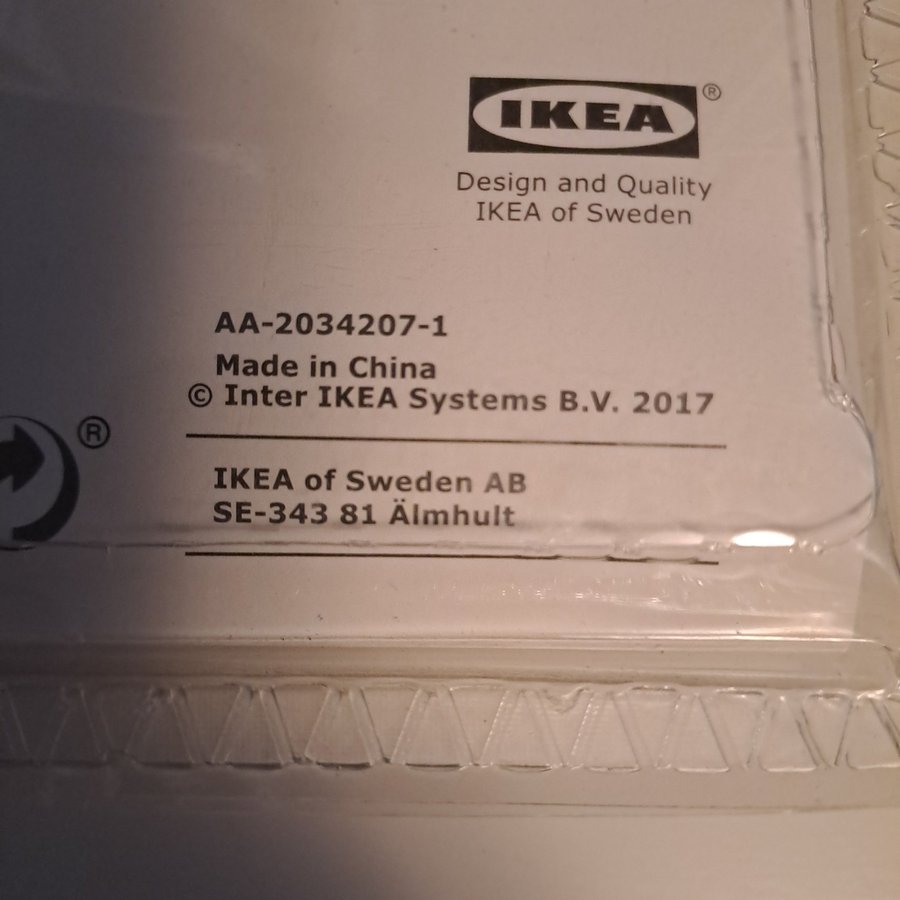 IKEA®
Design and Quality
IKEA of Sweden
AA-2034207-1
Made in China
© Inter IKEA Systems B.V. 2017
®
IKEA of Sweden AB
SE-343 81 Älmhult